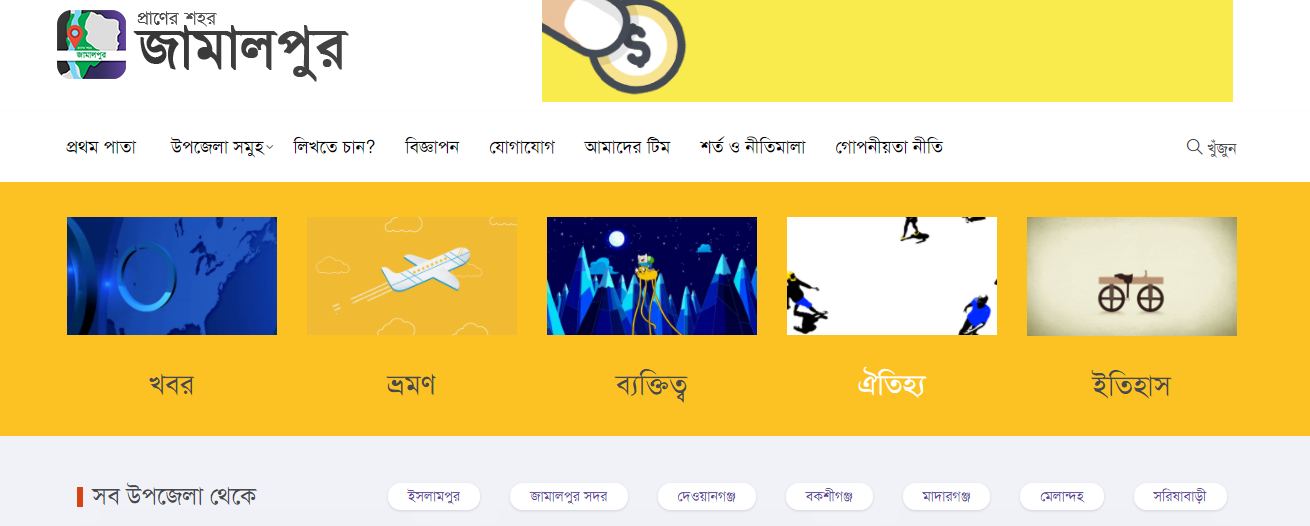 প্রাণের শহর
জামালপুর
জামালপুর
$
প্রথম পাতা উপজেলা সমুহ লিখতে চান? বিজ্ঞাপন যোগাযোগ আমাদের টিম শর্ত ও নীতিমালা গোপনীয়তা নীতি খুঁজুন
খবর ভ্রমণ ব্যক্তিত্ব ঐতিহ্য ইতিহাস
সব উপজেলা থেকে ইসলামপুর জামালপুর সদর দেওয়ানগঞ্জ বকশীগঞ্জ মাদারগঞ্জ মেলান্দহ সরিষাবাড়ী